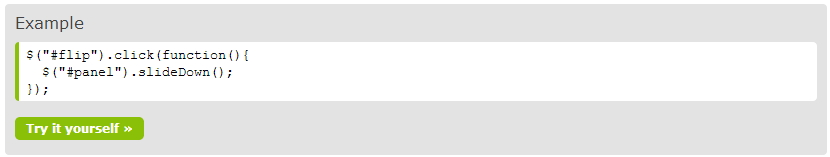 Example
$("#flip").click(function(){
  $("#panel").slideDown();
});
Try it yourself »